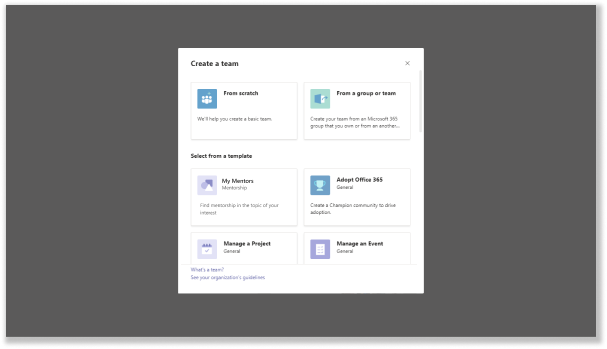 Create a team
From scratch
We'll help you create a basic team.
From a group or team
Create your team from an Microsoft 365
group that you own or from an another...
Select from a template
My Mentors
Mentorship
Find mentorship in the topic of your
interest
Adopt Office 365
General
Create a Champion community to drive
adoption.
Manage a Project
General
Manage an Event
General
What's a team?
See your organization's guidelines